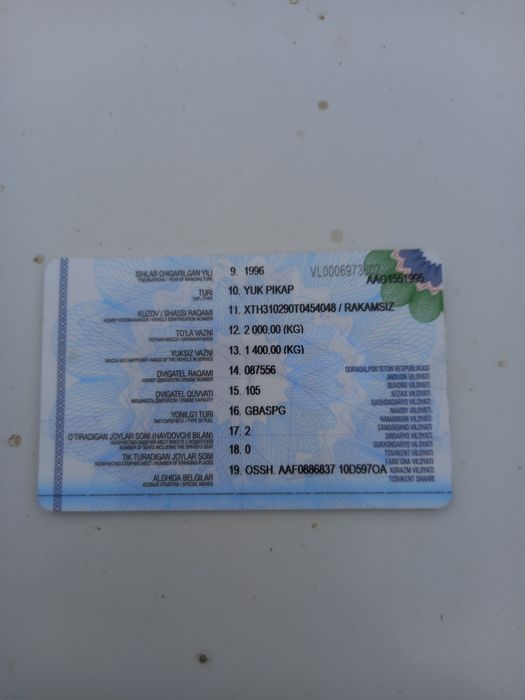 ISHLAB CHIQARILGAN YILI 9. 1996 VL0006973602
AAG1551995
TURI 10. YUK PIKAP
KUZOV / SHASSI RAQAMI 11. XTH310290T0454048 / RAKAMSIZ
TO'LA VAZNI 12. 2 000.00 (KG)
YUKSIZ VAZNI 13. 1 400.00 (KG)
DVIGATEL RAQAMI 14. 087556
DVIGATEL QUVVATI 15. 105
YONILG'I TURI 16. GBASPG
O'TIRADIGAN JOYLAR SONI (HAYDOVCHI BILAN) 17. 2
TIK TURADIGAN JOYLAR SONI 18. 0
ALOHIDA BELGILAR 19. OSSH. AAF0886837 10D597OA
QORAQALPOG'ISTON RESPUBLIKASI
ANDIJON VILOYATI
BUXORO VILOYATI
JIZZAX VILOYATI
QASHQADARYO VILOYATI
NAVOIY VILOYATI
NAMANGAN VILOYATI
SAMARQAND VILOYATI
SIRDARYO VILOYATI
SURXONDARYO VILOYATI
TOSHKENT VILOYATI
FARG'ONA VILOYATI
XORAZM VILOYATI
TOSHKENT SHAHRI